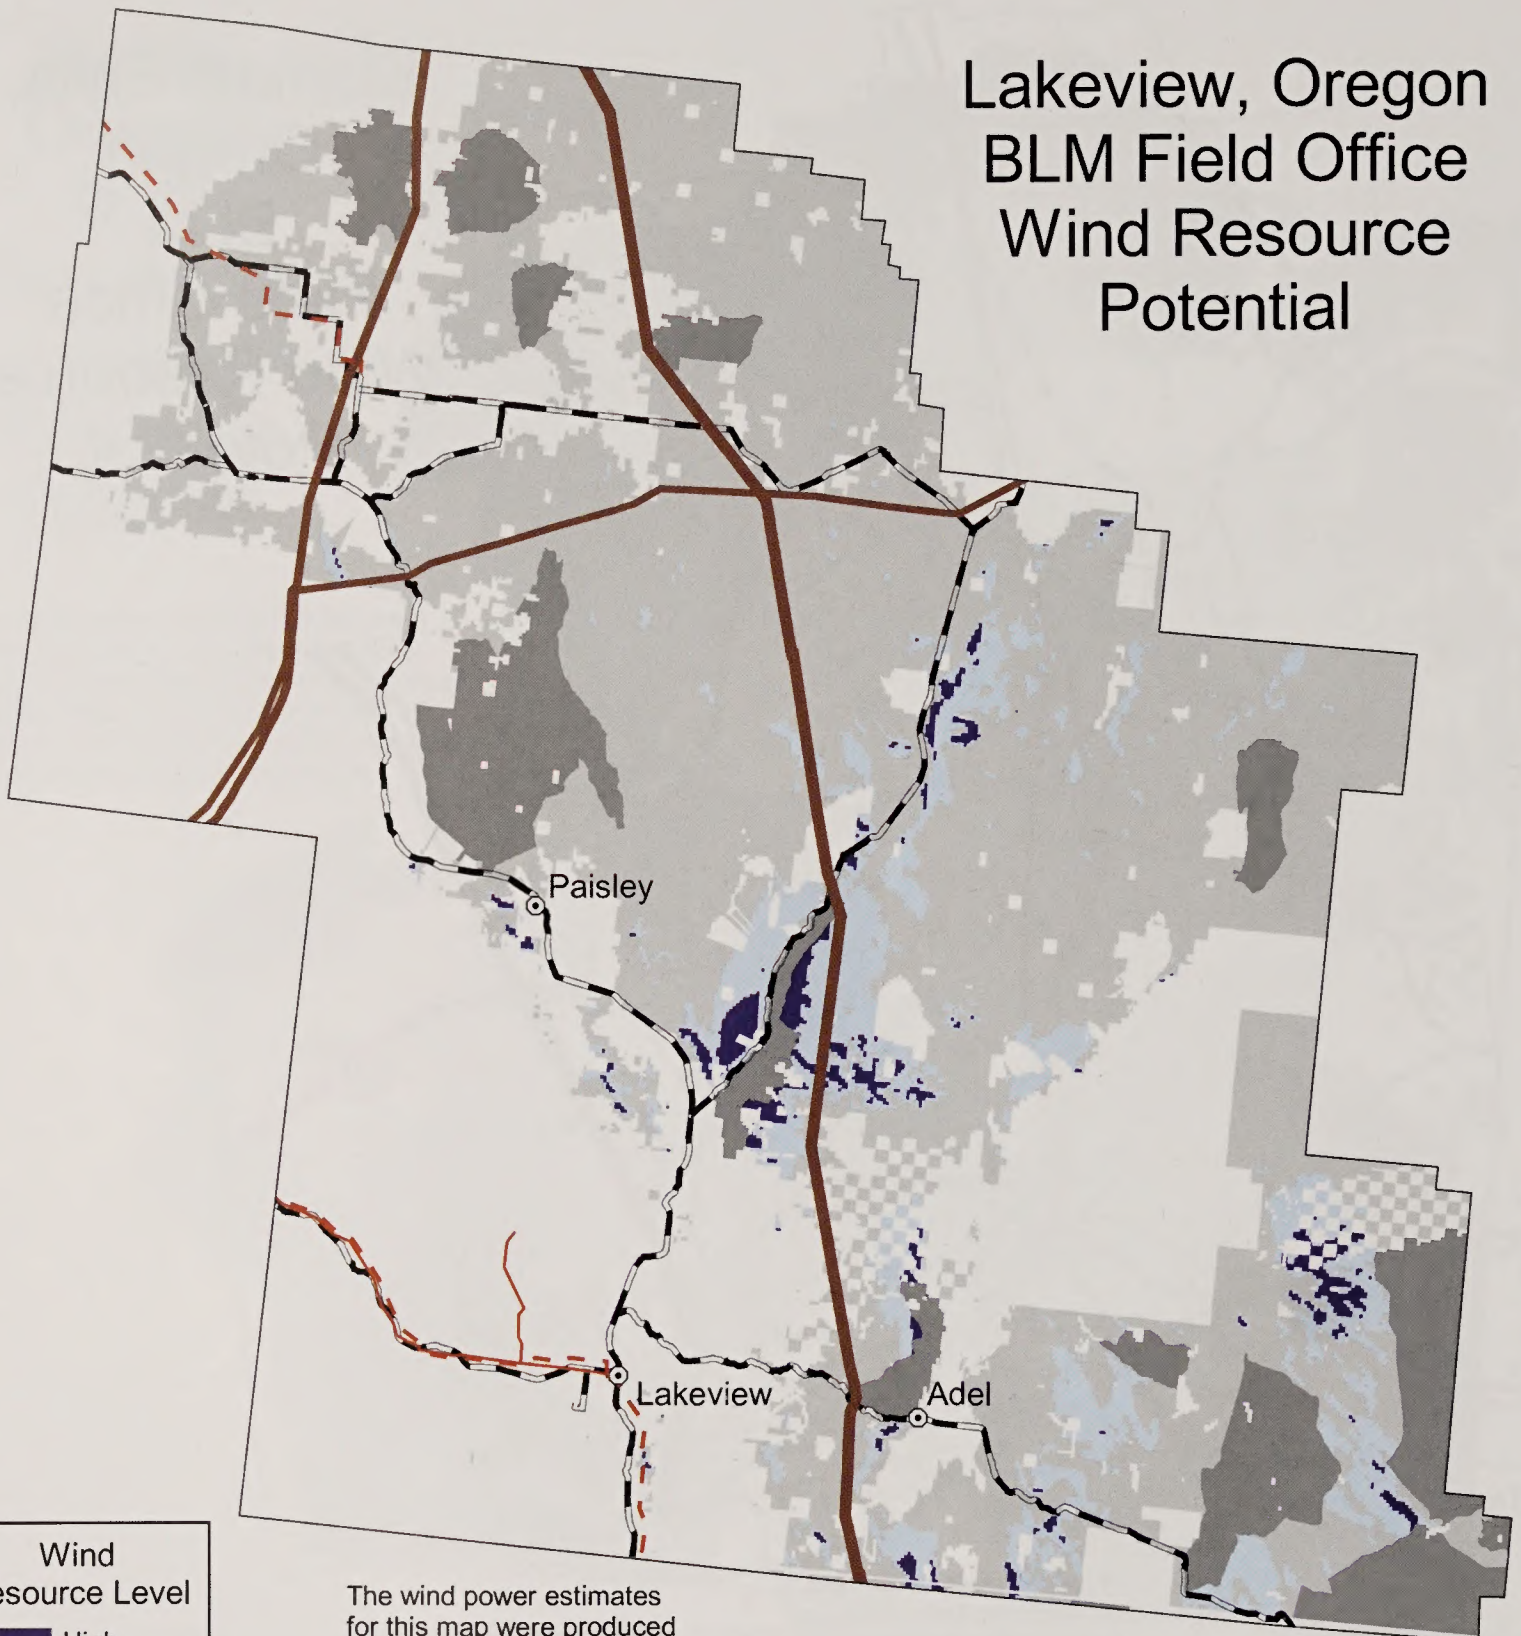 Lakeview, Oregon
BLM Field Office
Wind Resource
Potential
Paisley
Lakeview
Adel
Wind
Level
The wind power estimates
for this map were produced